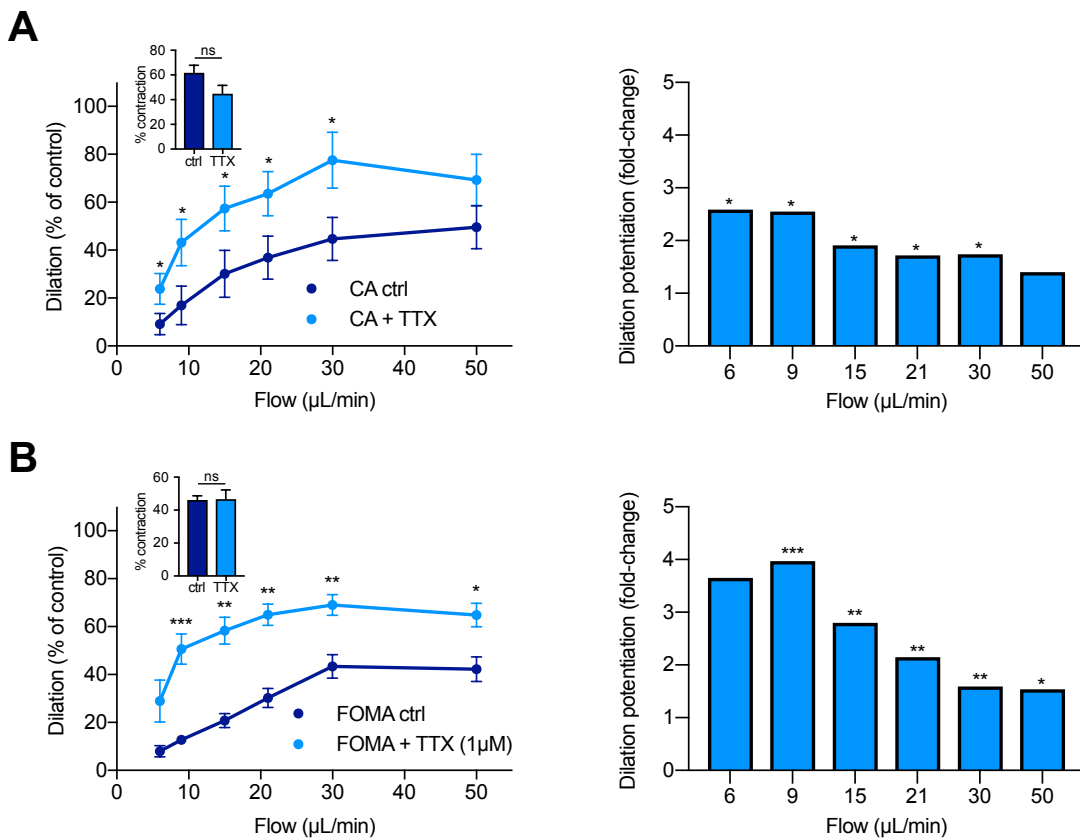 A
80
60
40
20
0
% contraction
ns
ctrl TTX
100
80
60
40
20
0
Dilation (% of control)
*
*
*
*
*
CA ctrl
CA + TTX
0 10 20 30 40 50
Flow (µL/min)
5
4
3
2
1
0
Dilation potentiation (fold-change)
*
*
*
*
*
6 9 15 21 30 50
Flow (µL/min)
B
60
40
20
0
% contraction
ns
ctrl TTX
100
80
60
40
20
0
Dilation (% of control)
***
**
**
**
*
FOMA ctrl
FOMA + TTX (1µM)
0 10 20 30 40 50
Flow (µL/min)
5
4
3
2
1
0
Dilation potentiation (fold-change)
***
**
**
**
*
6 9 15 21 30 50
Flow (µL/min)